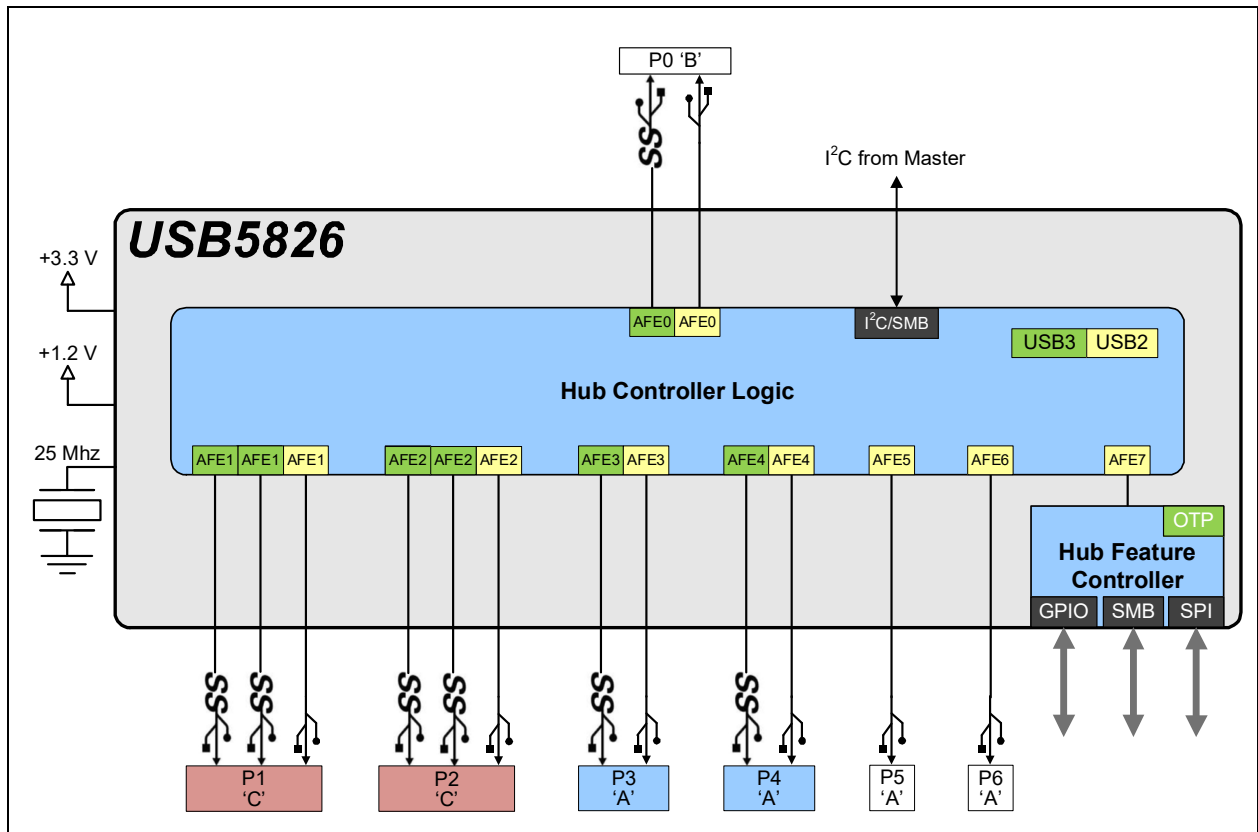 P0 ‘B’
SS
I²C from Master
USB5826
+3.3 V
+1.2 V
25 Mhz
AFE0 AFE0
I²C/SMB
USB3 USB2
Hub Controller Logic
AFE1 AFE1 AFE1
AFE2 AFE2 AFE2
AFE3 AFE3
AFE4 AFE4
AFE5
AFE6
AFE7
OTP
Hub Feature
Controller
GPIO SMB SPI
SS SS
SS SS
SS
SS
P1
‘C’
P2
‘C’
P3
‘A’
P4
‘A’
P5
‘A’
P6
‘A’